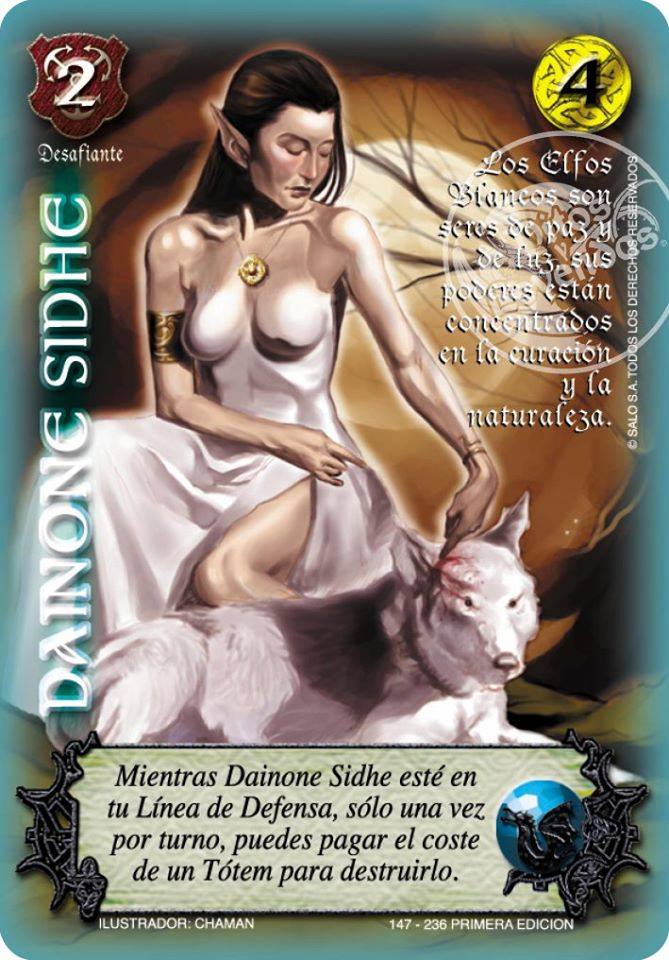 2
4
Desafiante
DAINONE SIDHE
Los Elfos
Blancos son
seres de paz y
de luz, sus
poderes están
concentrados
en la curación
y la
naturaleza.
© SALO S.A. TODOS LOS DERECHOS RESERVADOS
Mientras Dainone Sidhe esté en
tu Línea de Defensa, sólo una vez
por turno, puedes pagar el coste
de un Tótem para destruirlo.
ILUSTRADOR: CHAMAN
147 - 236 PRIMERA EDICION